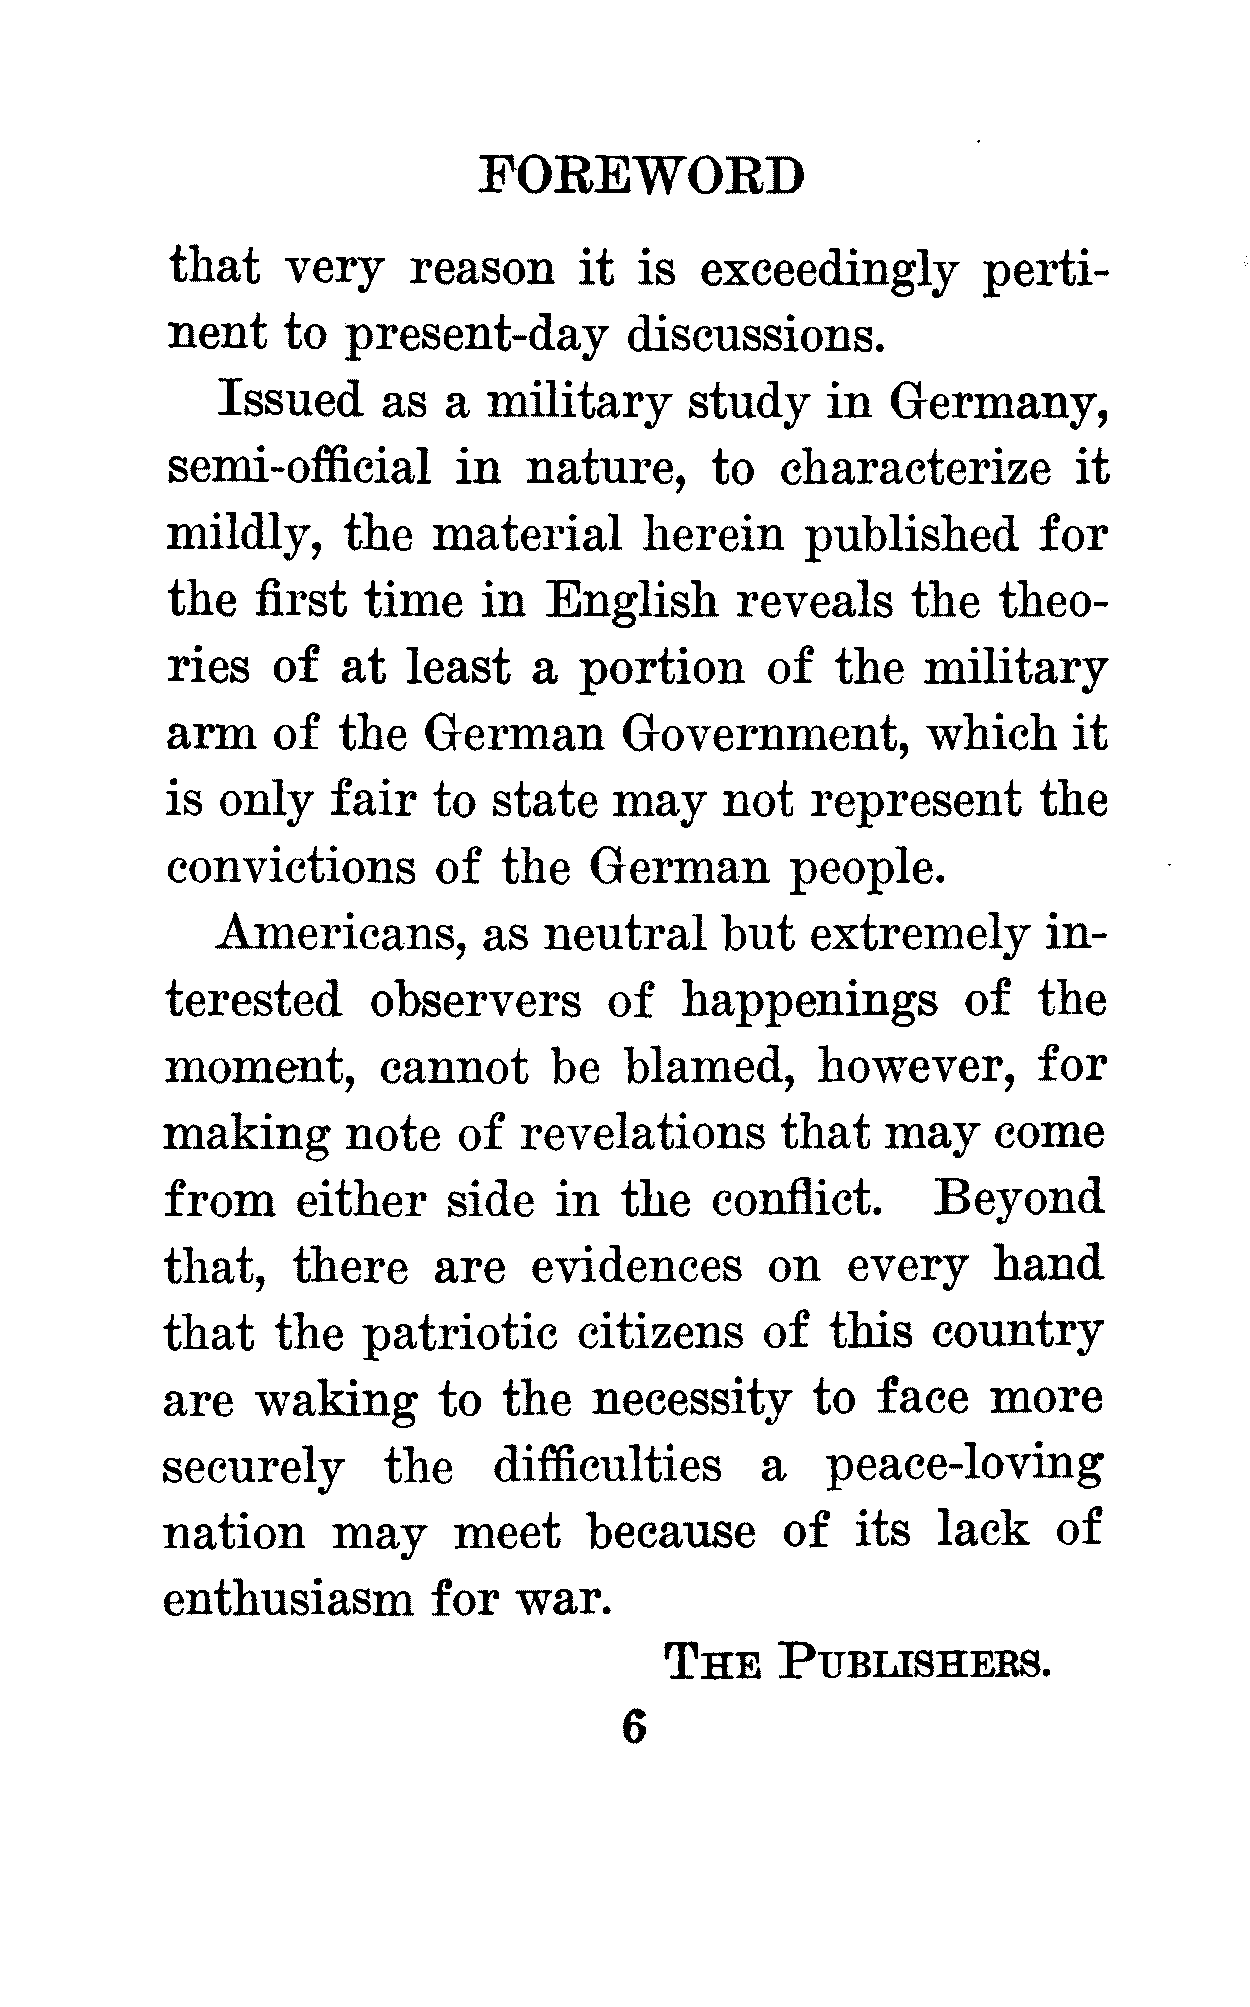 FOREWORD
that very reason it is exceedingly perti-
nent to present-day discussions.
Issued as a military study in Germany,
semi-official in nature, to characterize it
mildly, the material herein published for
the first time in English reveals the theo-
ries of at least a portion of the military
arm of the German Government, which it
is only fair to state may not represent the
convictions of the German people.
Americans, as neutral but extremely in-
terested observers of happenings of the
moment, cannot be blamed, however, for
making note of revelations that may come
from either side in the conflict. Beyond
that, there are evidences on every hand
that the patriotic citizens of this country
are waking to the necessity to face more
securely the difficulties a peace-loving
nation may meet because of its lack of
enthusiasm for war.
THE PUBLISHERS.
6